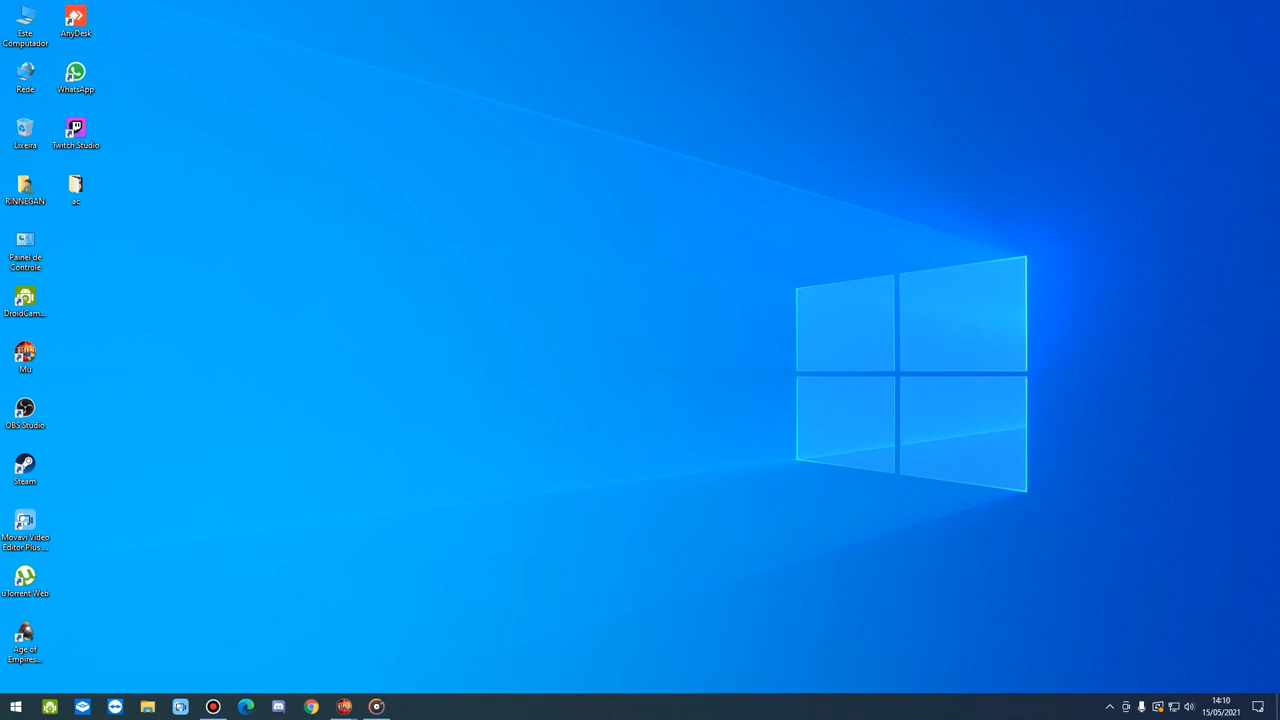 Este
Computador
AnyDesk
Rede
WhatsApp
Lixeira
Twitch Studio
RINNEGAN
ac
Painel de
Controle
DroidCam...
Mu
OBS Studio
Steam
Movavi Video
Editor Plus ...
uTorrent Web
Age of
Empires...
14:10
15/05/2021